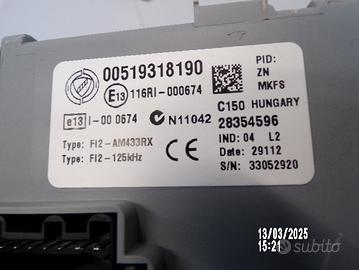 FIAT
00519318190
E13 116RI-000674
e13 I-00 0674
N11042
Type: FI2-AM433RX
Type: FI2-125kHz
CE
PID:
ZN
MKFS
C150 HUNGARY
28354596
IND: 04 L2
Date: 29112
S/N: 33052920
13/03/2025
15:21
subito